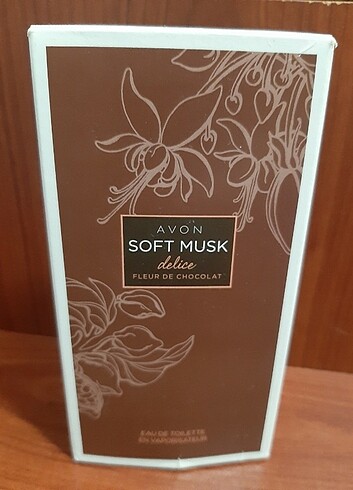 AVON
SOFT MUSK
delice
FLEUR DE CHOCOLAT
EAU DE TOILETTE
EN VAPORISATEUR